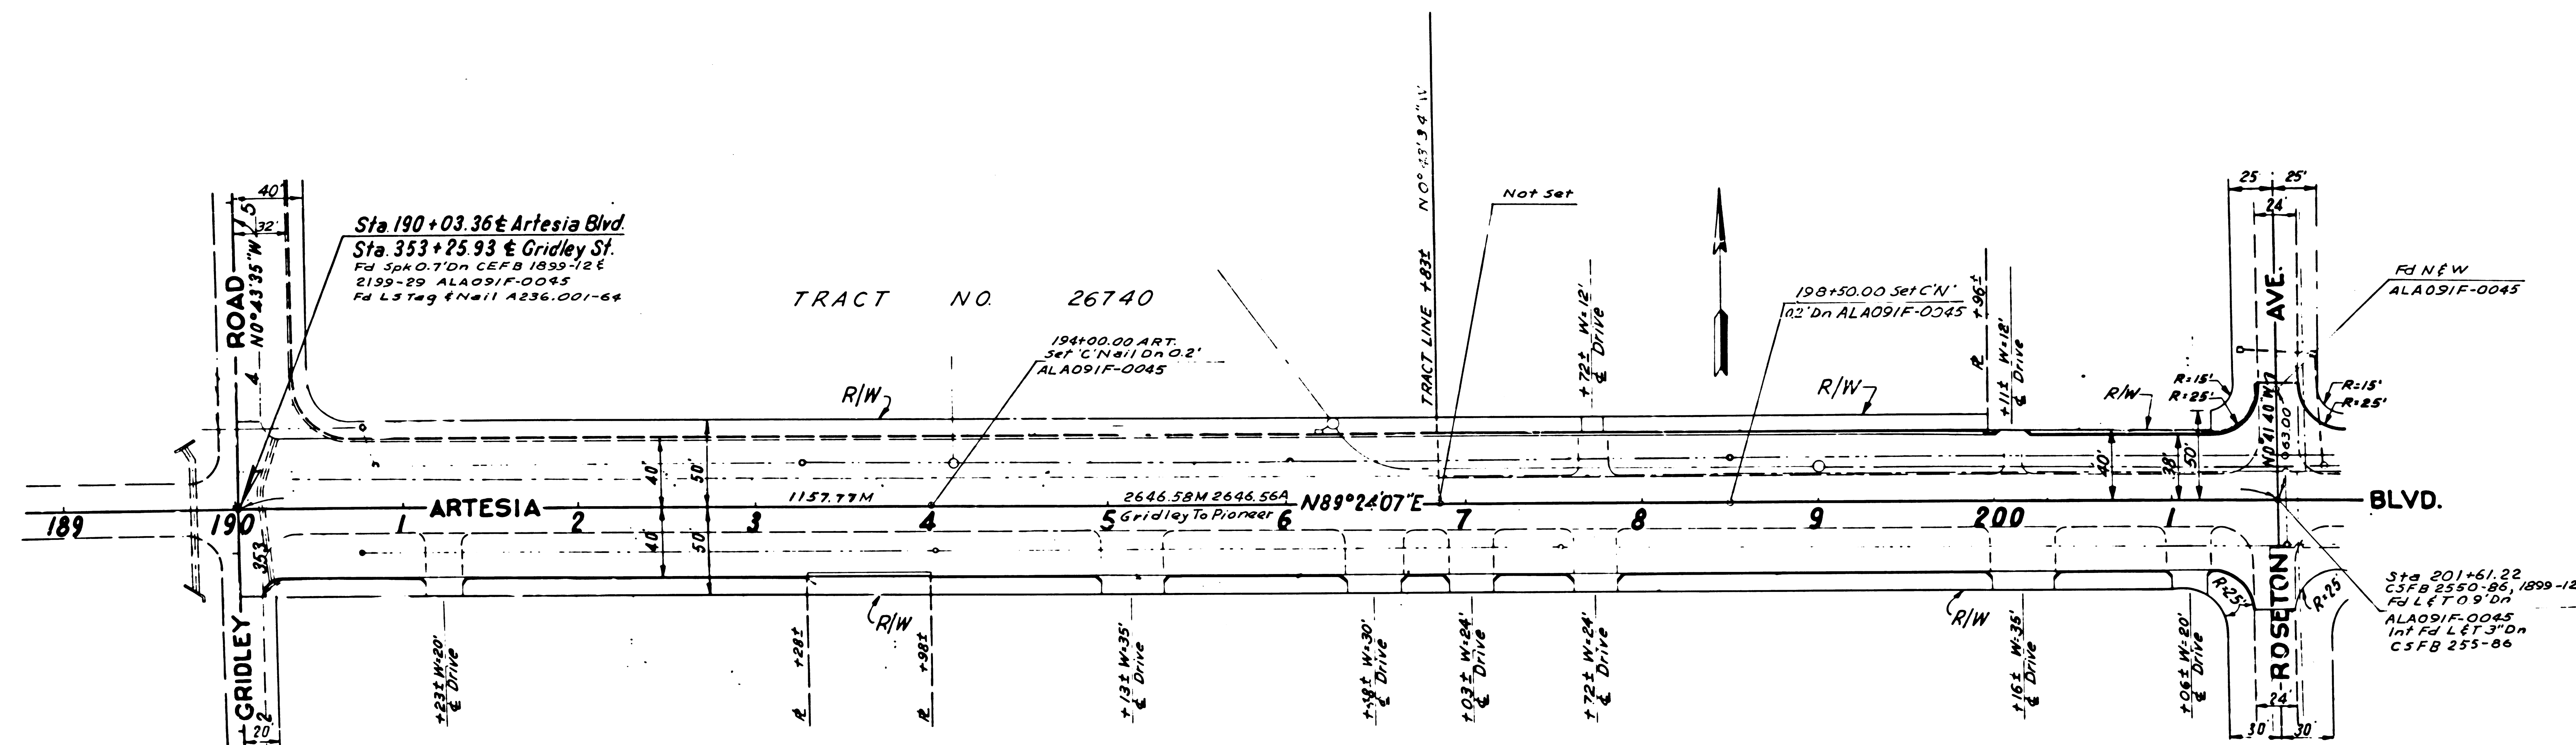 40'
5'
32'
N0°43'35"W
ROAD
4
Sta. 190+03.36 ℄ Artesia Blvd.
Sta. 353+25.93 ℄ Gridley St.
Fd Spk 0.7'Dn CEFB 1899-12 &
2199-29 ALA091F-0045
Fd LS Tag & Nail A236.001-64
TRACT NO. 26740
194+00.00 ART.
Set 'C' Nail Dn 0.2'
ALA091F-0045
R/W
TRACT LINE +83±
Not Set
+72± W=12'
℄ Drive
198+50.00 Set C'N'
0.2' Dn ALA091F-0045
R/W
+96±
+11± W=12'
℄ Drive
R/W
25
25'
24'
AVE.
Fd N & W
ALA091F-0045
R=15'
R=25'
R=15'
R=25'
N0°41'40"W
63.00
40'
50'
40'
38'
50'
189
190
1
ARTESIA
2
3
1157.77M
4
5
2646.58M 2646.56A
Gridley To Pioneer
6
N89°24'07"E
7
8
9
200
1
BLVD.
353
40
50
R/W
R/W
R=25'
R=25'
GRIDLEY
2
20
+23± W=20'
℄ Drive
+28±
+98±
+13± W=35'
℄ Drive
W=30'
℄ Drive
+03± W=24'
℄ Drive
+72± W=24'
℄ Drive
+16± W=35'
℄ Drive
+06± W=20'
℄ Drive
ROSETON
24'
30
30
Sta 201+61.22
CSFB 2550-86, 1899-12
Fd L & T 0.9' Dn
ALA091F-0045
Int Fd L & T 3" Dn
CSFB 255-86